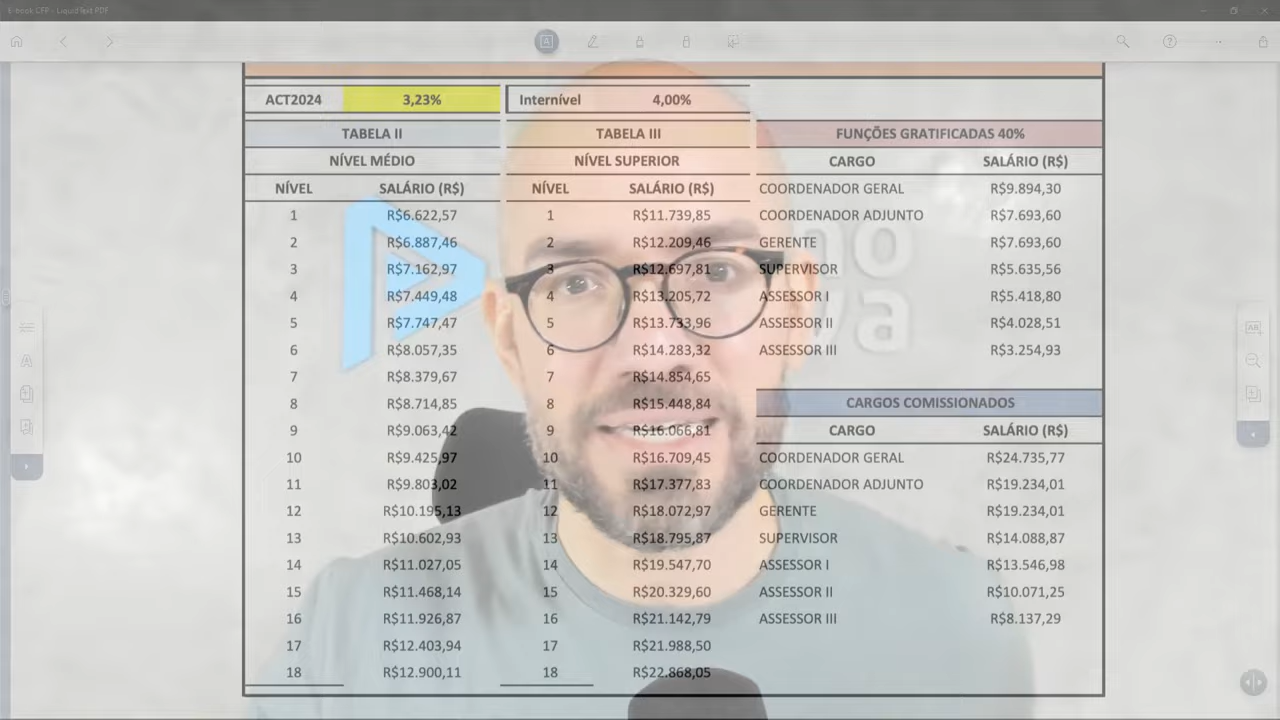 E-book CFP - LiquidText PDF
ACT2024 3,23% Internível 4,00%
TABELA II TABELA III FUNÇÕES GRATIFICADAS 40%
NÍVEL MÉDIO NÍVEL SUPERIOR CARGO SALÁRIO (R$)
NÍVEL SALÁRIO (R$) NÍVEL SALÁRIO (R$) COORDENADOR GERAL R$9.894,30
1 R$6.622,57 1 R$11.739,85 COORDENADOR ADJUNTO R$7.693,60
2 R$6.887,46 2 R$12.209,46 GERENTE R$7.693,60
3 R$7.162,97 3 R$12.697,81 SUPERVISOR R$5.635,56
4 R$7.449,48 4 R$13.205,72 ASSESSOR I R$5.418,80
5 R$7.747,47 5 R$13.733,96 ASSESSOR II R$4.028,51
6 R$8.057,35 6 R$14.283,32 ASSESSOR III R$3.254,93
7 R$8.379,67 7 R$14.854,65
8 R$8.714,85 8 R$15.448,84 CARGOS COMISSIONADOS
9 R$9.063,42 9 R$16.066,81 CARGO SALÁRIO (R$)
10 R$9.425,97 10 R$16.709,45 COORDENADOR GERAL R$24.735,77
11 R$9.803,02 11 R$17.377,83 COORDENADOR ADJUNTO R$19.234,01
12 R$10.195,13 12 R$18.072,97 GERENTE R$19.234,01
13 R$10.602,93 13 R$18.795,87 SUPERVISOR R$14.088,87
14 R$11.027,05 14 R$19.547,70 ASSESSOR I R$13.546,98
15 R$11.468,14 15 R$20.329,60 ASSESSOR II R$10.071,25
16 R$11.926,87 16 R$21.142,79 ASSESSOR III R$8.137,29
17 R$12.403,94 17 R$21.988,50
18 R$12.900,11 18 R$22.868,05